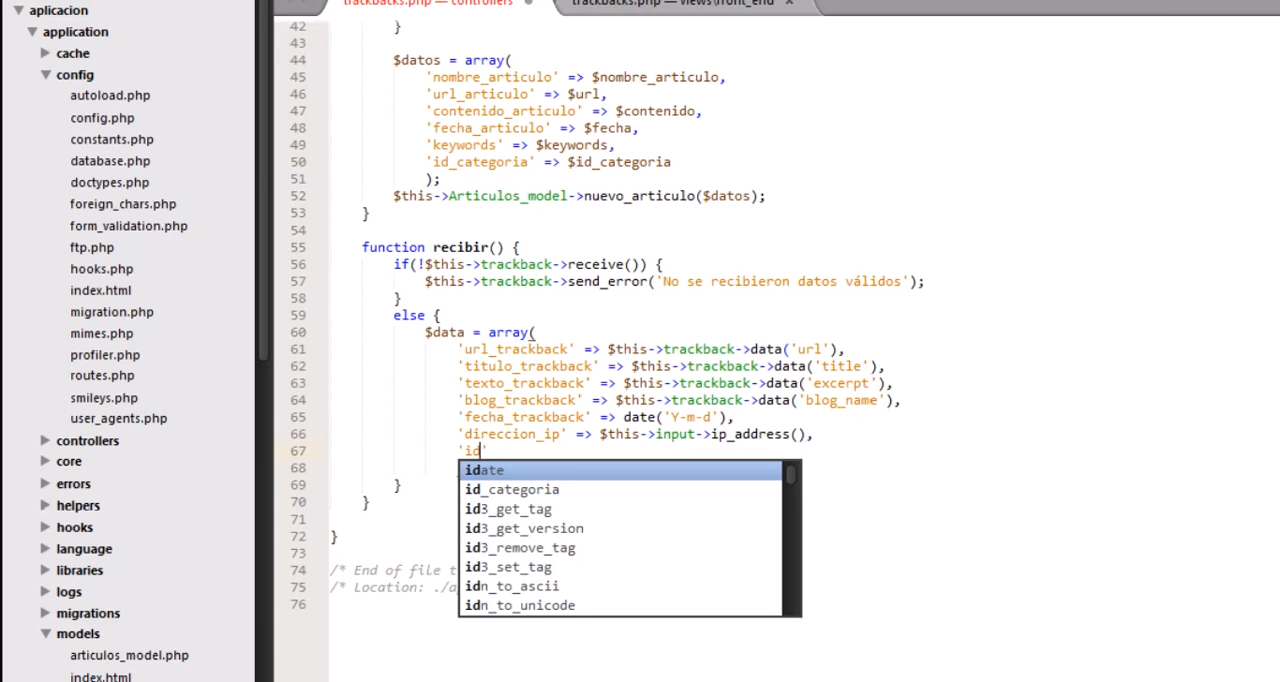 aplicacion
application
cache
config
autoload.php
config.php
constants.php
database.php
doctypes.php
foreign_chars.php
form_validation.php
ftp.php
hooks.php
index.html
migration.php
mimes.php
profiler.php
routes.php
smileys.php
user_agents.php
controllers
core
errors
helpers
hooks
language
libraries
logs
migrations
models
articulos_model.php
index.html
trackbacks.php — controllers
trackbacks.php — views\front_end ×
42 }
43
44 $datos = array(
45 'nombre_articulo' => $nombre_articulo,
46 'url_articulo' => $url,
47 'contenido_articulo' => $contenido,
48 'fecha_articulo' => $fecha,
49 'keywords' => $keywords,
50 'id_categoria' => $id_categoria
51 );
52 $this->Articulos_model->nuevo_articulo($datos);
53 }
54
55 function recibir() {
56 if(!$this->trackback->receive()) {
57 $this->trackback->send_error('No se recibieron datos válidos');
58 }
59 else {
60 $data = array(
61 'url_trackback' => $this->trackback->data('url'),
62 'titulo_trackback' => $this->trackback->data('title'),
63 'texto_trackback' => $this->trackback->data('excerpt'),
64 'blog_trackback' => $this->trackback->data('blog_name'),
65 'fecha_trackback' => date('Y-m-d'),
66 'direccion_ip' => $this->input->ip_address(),
67 'id'
68
69 }
70 }
71
72 }
73
74 /* End of file t
75 /* Location: ./a
76
idate
id_categoria
id3_get_tag
id3_get_version
id3_remove_tag
id3_set_tag
idn_to_ascii
idn_to_unicode